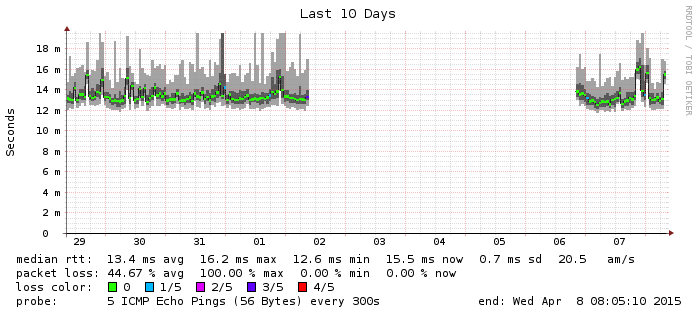 Last 10 Days
RRDTOOL / TOBI OETIKER
Seconds
18 m
16 m
14 m
12 m
10 m
8 m
6 m
4 m
2 m
0
29 30 31 01 02 03 04 05 06 07
median rtt: 13.4 ms avg 16.2 ms max 12.6 ms min 15.5 ms now 0.7 ms sd 20.5 am/s
packet loss: 44.67 % avg 100.00 % max 0.00 % min 0.00 % now
loss color: 0 1/5 2/5 3/5 4/5
probe: 5 ICMP Echo Pings (56 Bytes) every 300s end: Wed Apr 8 08:05:10 2015